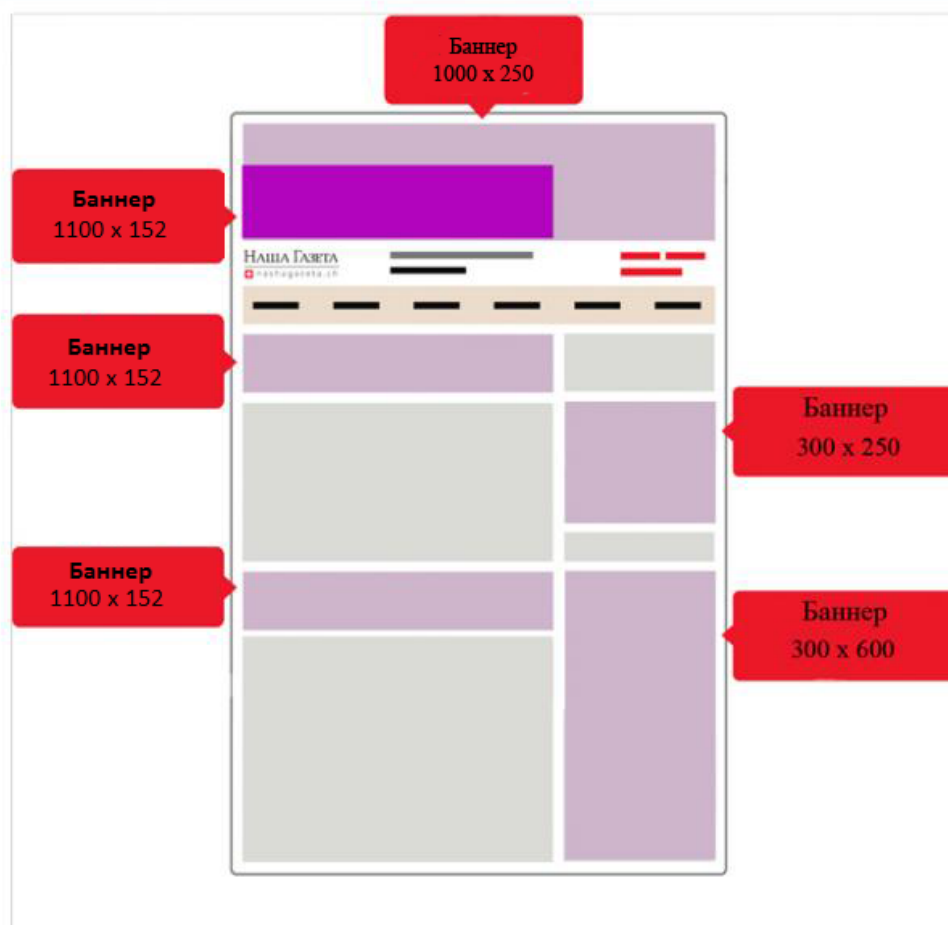 Баннер
1000 x 250
Баннер
1100 x 152
НАША ГАЗЕТА
nashagazeta.ch
Баннер
1100 x 152
Баннер
300 x 250
Баннер
1100 x 152
Баннер
300 x 600